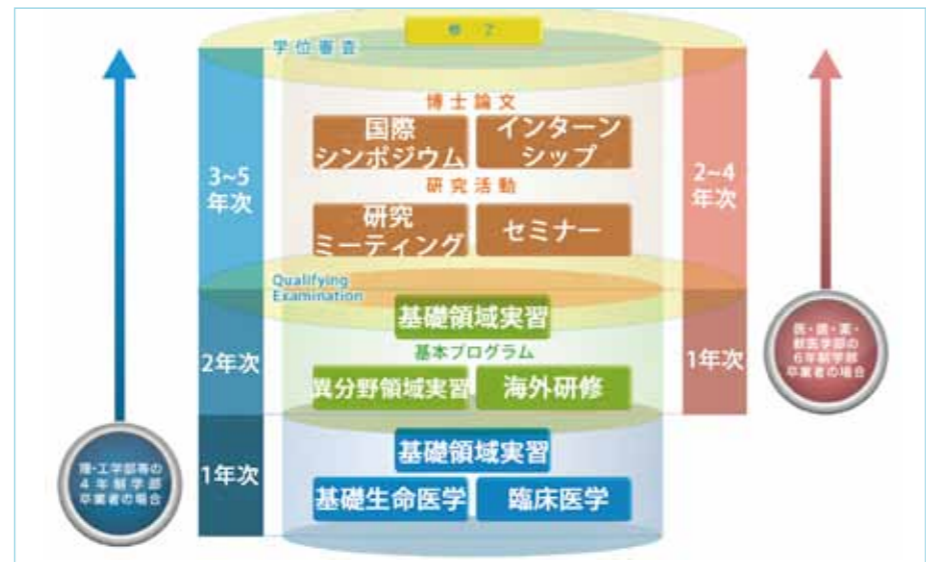 修 了
学位審査
博士論文
国際
シンポジウム
インターン
シップ
3~5
年次
2~4
年次
研究活動
研究
ミーティング
セミナー
Qualifying
Examination
基礎領域実習
基本プログラム
2年次
異分野領域実習
海外研修
1年次
医・歯・薬・
獣医学部の
6年制学部
卒業者の場合
基礎領域実習
1年次
基礎生命医学
臨床医学
理・工学部等の
4年制学部
卒業者の場合